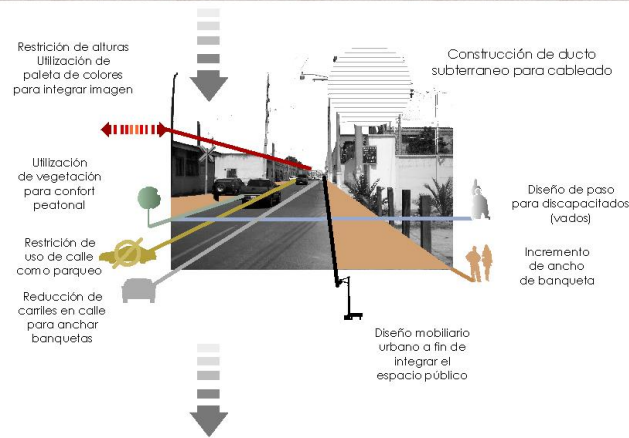 Restrición de alturas
Utilización de
paleta de colores
para integrar imagen
Construcción de ducto
subterraneo para cableado
Utilización
de vegetación
para confort
peatonal
Diseño de paso
para discapacitados
(vados)
Restrición de
uso de calle
como parqueo
Incremento
de ancho
de banqueta
Reducción de
carriles en calle
para anchar
banquetas
Diseño mobiliario
urbano a fin de
integrar el
espacio público